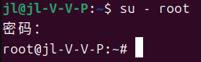 jl@jl-V-V-P:~$ su - root
密码：
root@jl-V-V-P:~#